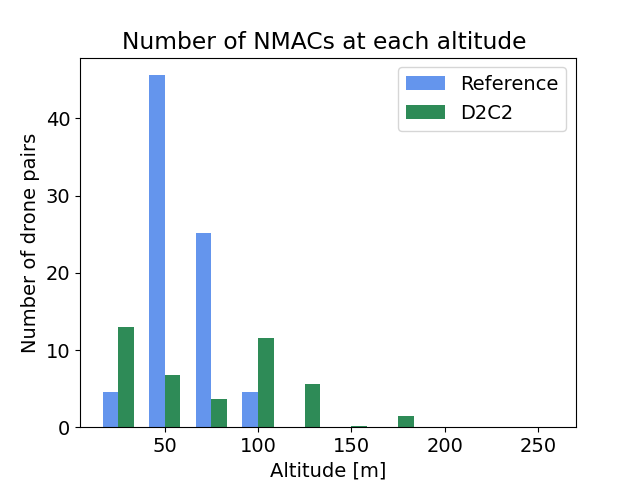 Number of NMACs at each altitude
Reference
D2C2
Number of drone pairs
40
30
20
10
0
50 100 150 200 250
Altitude [m]